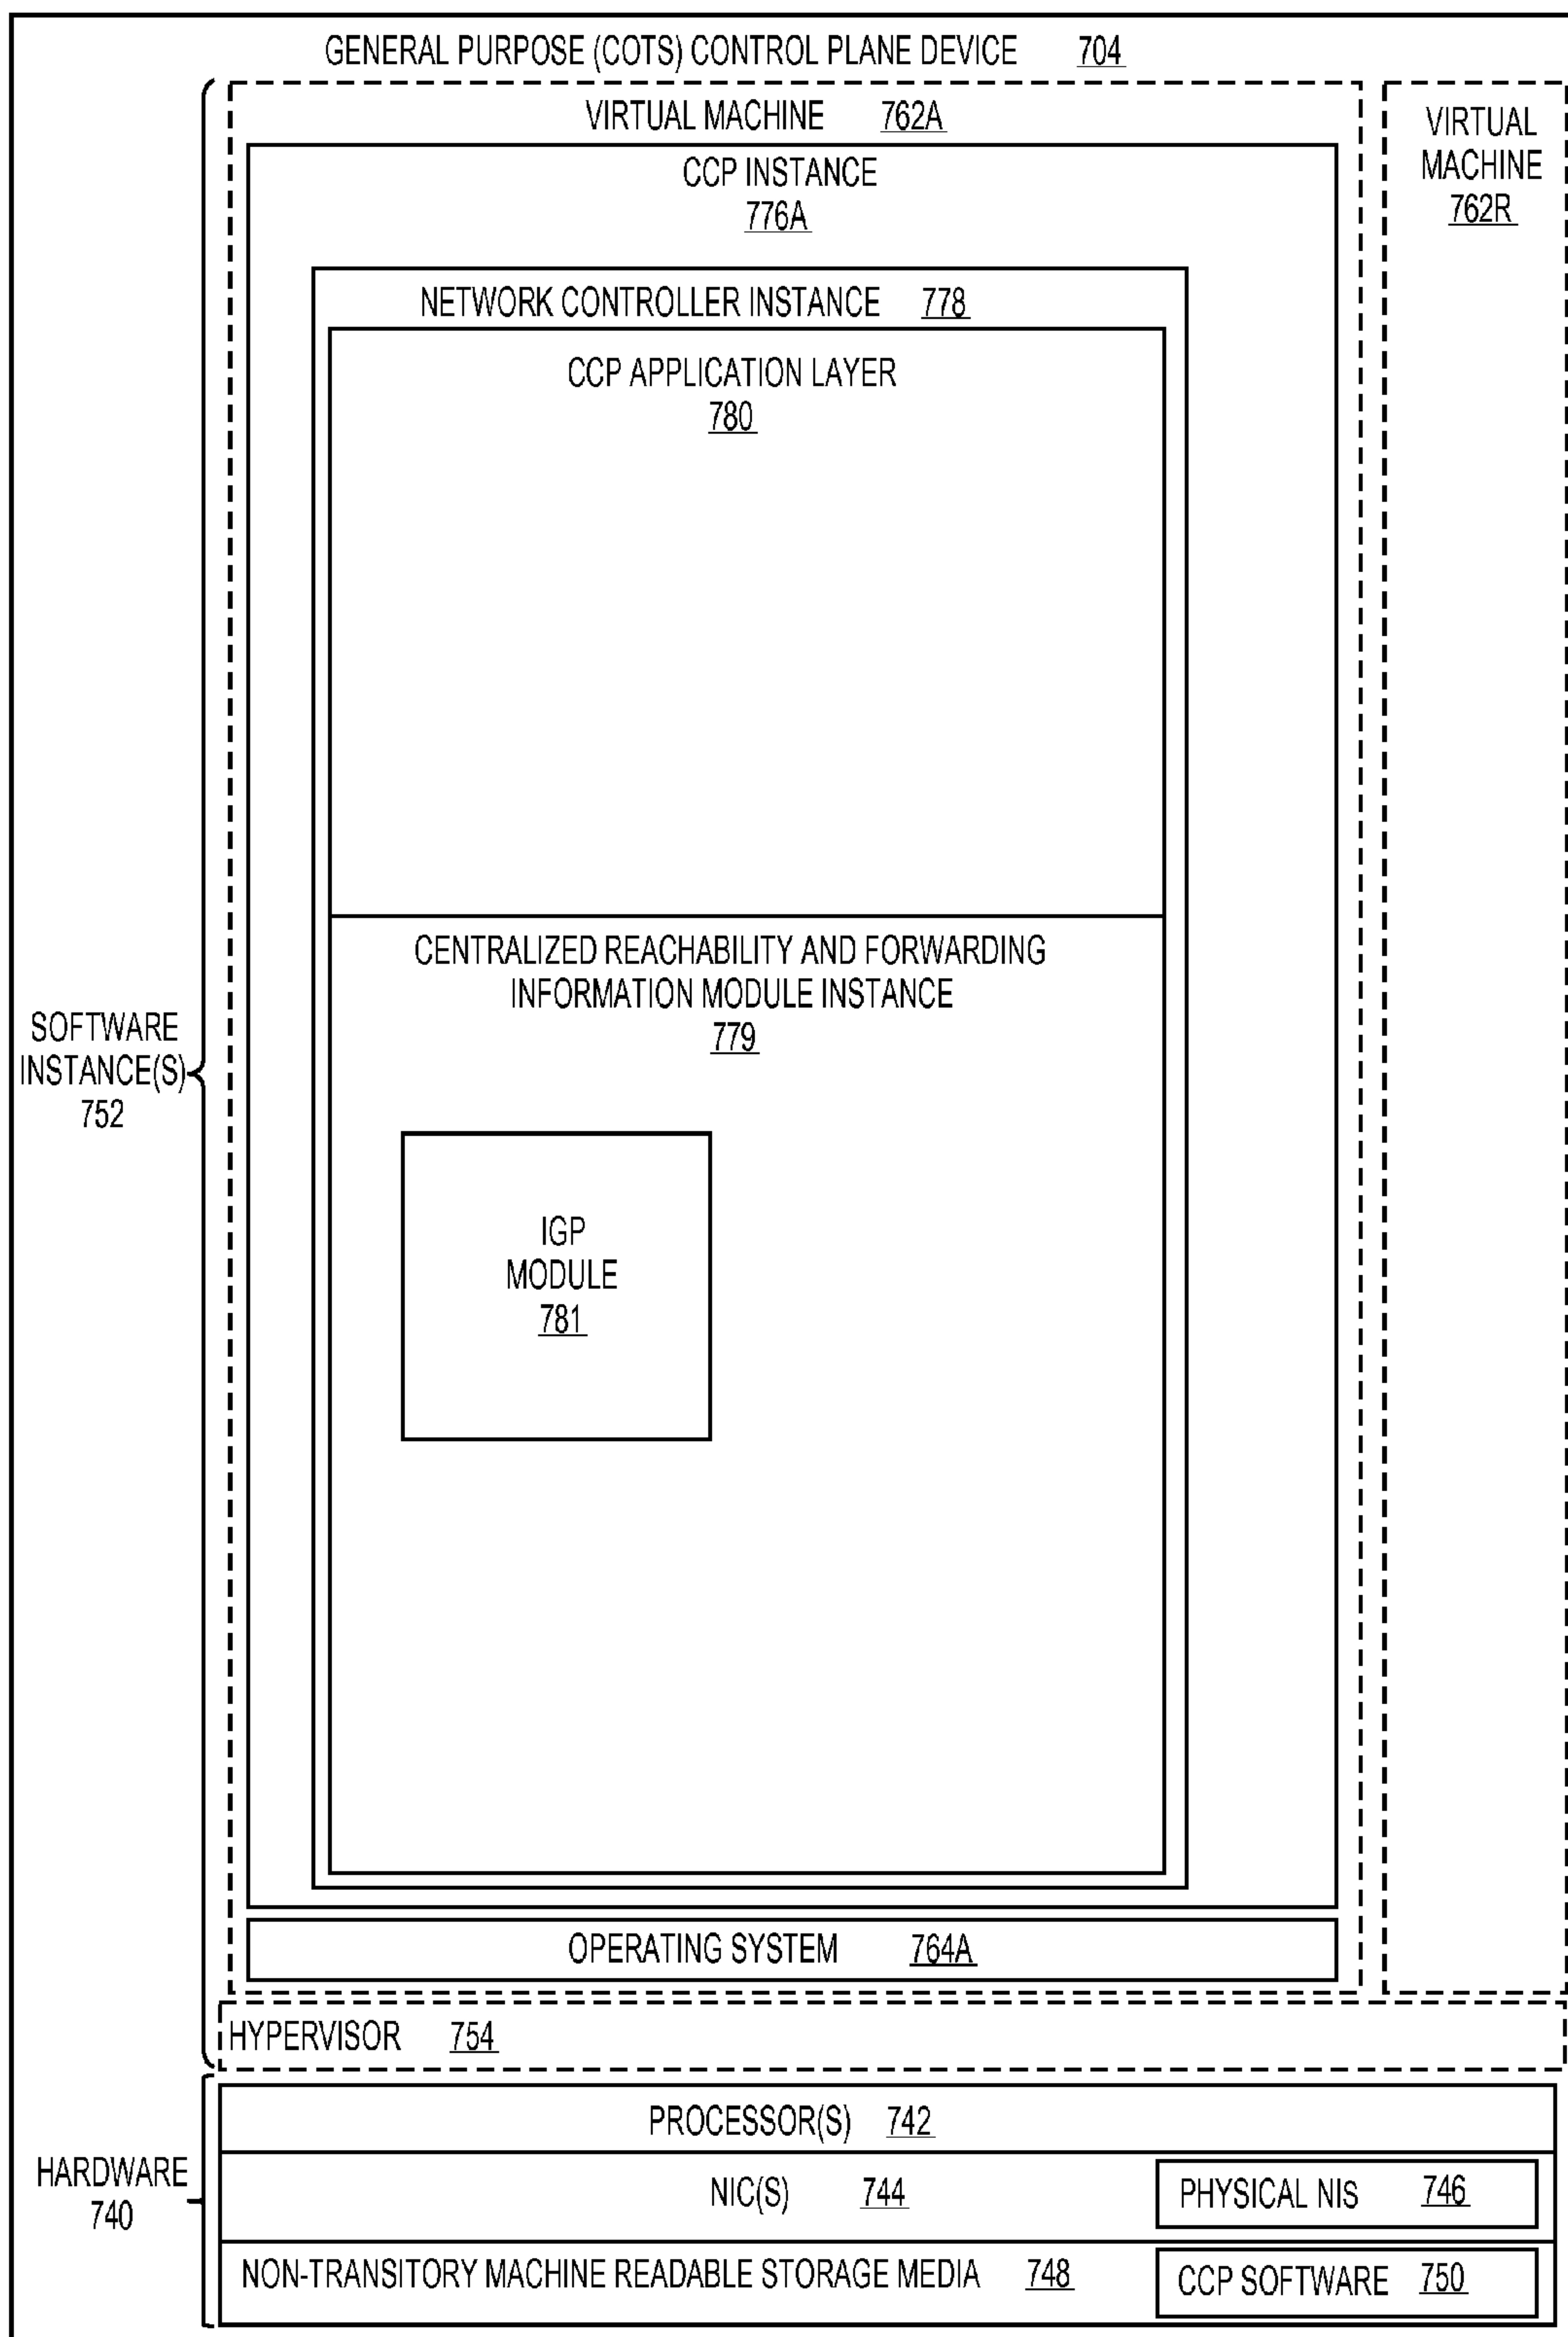 GENERAL PURPOSE (COTS) CONTROL PLANE DEVICE 704
VIRTUAL MACHINE 762A
VIRTUAL
MACHINE
762R
CCP INSTANCE
776A
NETWORK CONTROLLER INSTANCE 778
CCP APPLICATION LAYER
780
CENTRALIZED REACHABILITY AND FORWARDING
INFORMATION MODULE INSTANCE
779
SOFTWARE
INSTANCE(S)
752
IGP
MODULE
781
OPERATING SYSTEM 764A
HYPERVISOR 754
HARDWARE
740
PROCESSOR(S) 742
NIC(S) 744
PHYSICAL NIS 746
NON-TRANSITORY MACHINE READABLE STORAGE MEDIA 748
CCP SOFTWARE 750